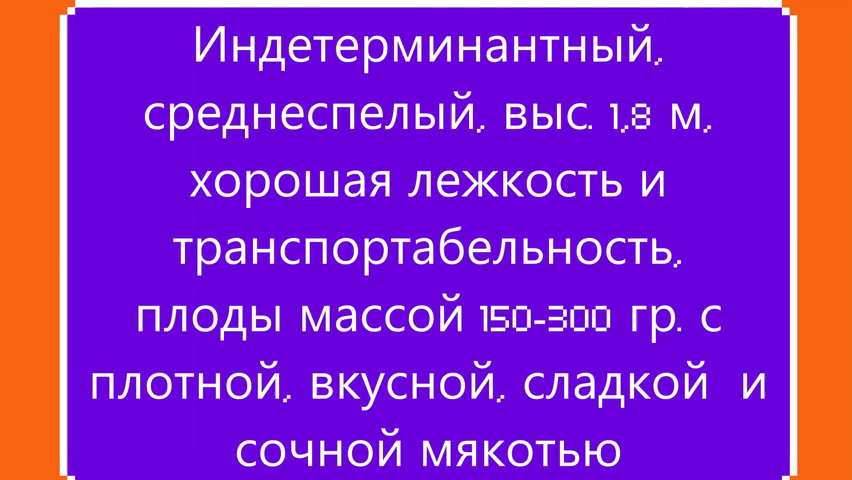 Индетерминантный,
среднеспелый, выс. 1,8 м,
хорошая лежкость и
транспортабельность,
плоды массой 150-300 гр. с
плотной, вкусной, сладкой и
сочной мякотью